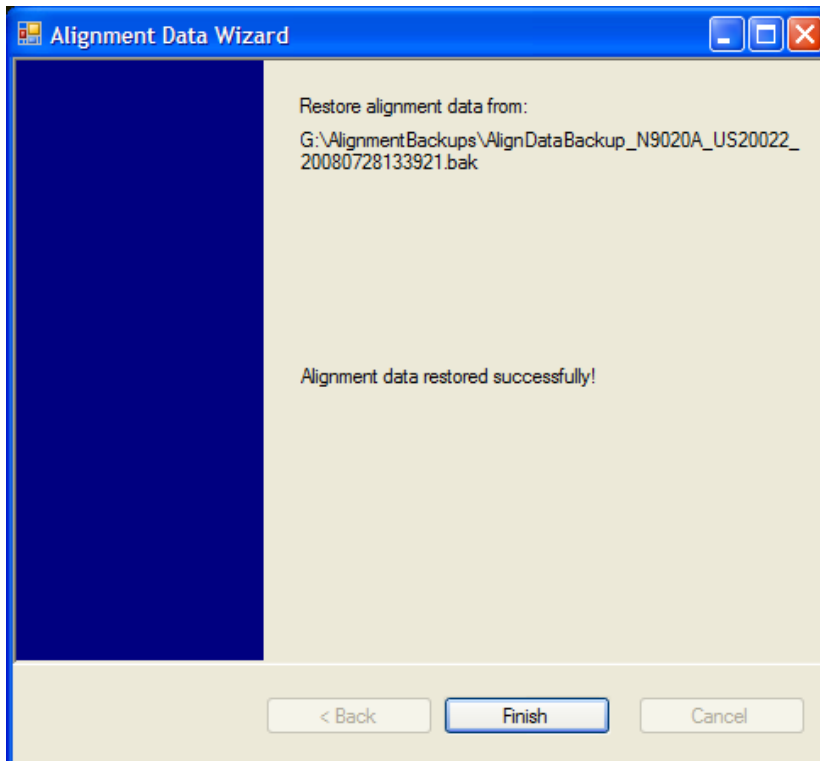 Alignment Data Wizard
Restore alignment data from:
G:\AlignmentBackups\AlignDataBackup_N9020A_US20022_
20080728133921.bak
Alignment data restored successfully!
< Back
Finish
Cancel